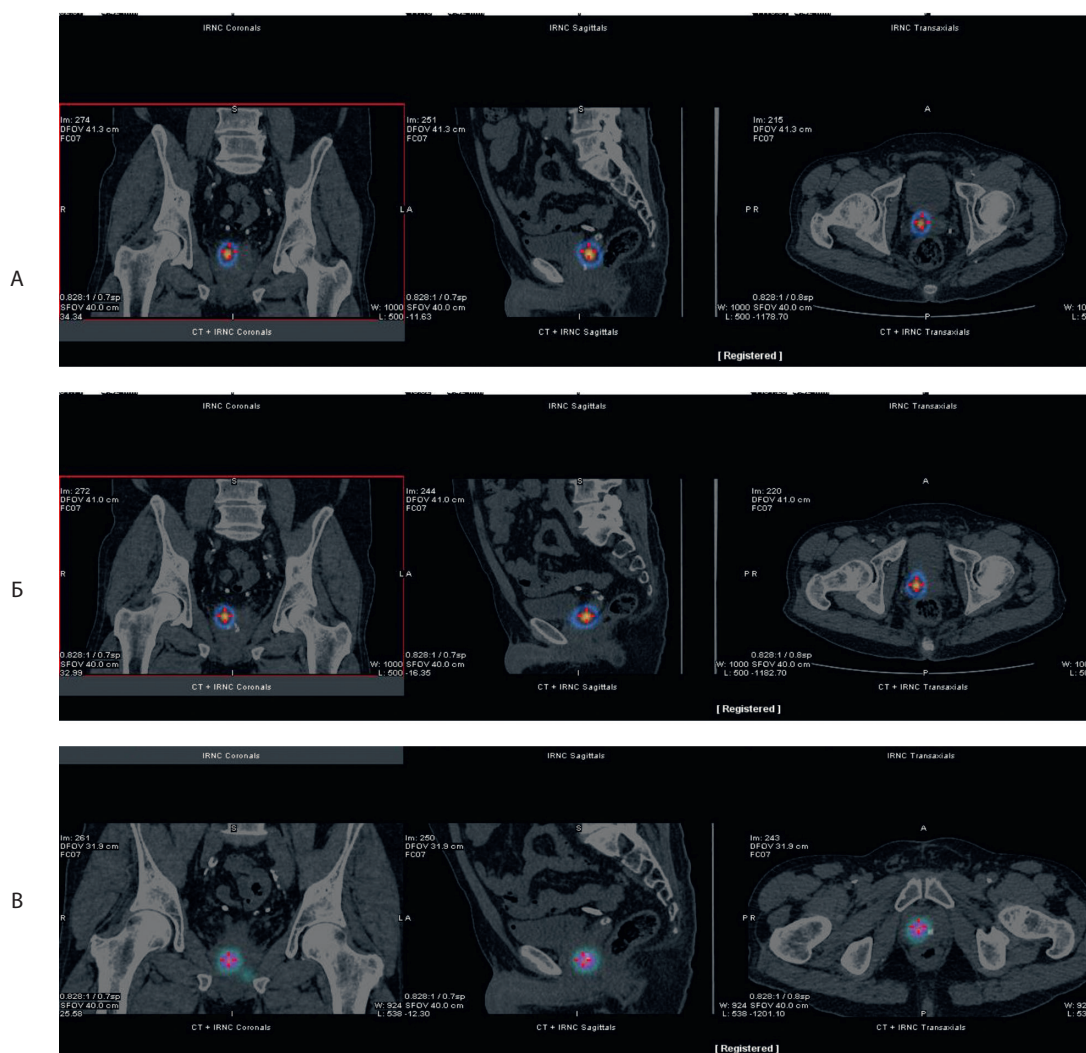 IRNC Coronals IRNC Sagittals IRNC Transaxials
S S A
Im: 274 Im: 251 Im: 215
DFOV 41.3 cm DFOV 41.3 cm DFOV 41.3 cm
FC07 FC07 FC07
R L A P R
А
0.828:1 / 0.7sp 0.828:1 / 0.7sp 0.828:1 / 0.8sp
SFOV 40.0 cm W: 1000 SFOV 40.0 cm W: 1000 SFOV 40.0 cm
34.34 L: 500 -11.63 L: 500 -1178.70
I I P
CT + IRNC Coronals CT + IRNC Sagittals CT + IRNC Transaxials
[ Registered ]
IRNC Coronals IRNC Sagittals IRNC Transaxials
S S A
Im: 272 Im: 244 Im: 220
DFOV 41.0 cm DFOV 41.0 cm DFOV 41.0 cm
FC07 FC07 FC07
R L A P R
Б
0.828:1 / 0.7sp 0.828:1 / 0.7sp 0.828:1 / 0.8sp
SFOV 40.0 cm W: 1000 SFOV 40.0 cm W: 1000 SFOV 40.0 cm
32.99 L: 500 -16.35 L: 500 -1182.70
I I P
CT + IRNC Coronals CT + IRNC Sagittals CT + IRNC Transaxials
[ Registered ]
IRNC Coronals IRNC Sagittals IRNC Transaxials
S S A
Im: 261 Im: 250 Im: 243
DFOV 31.9 cm DFOV 31.9 cm DFOV 31.9 cm
FC07 FC07 FC07
В
R L A P R
0.828:1 / 0.7sp 0.828:1 / 0.7sp 0.828:1 / 0.8sp
SFOV 40.0 cm W: 924 SFOV 40.0 cm W: 924 SFOV 40.0 cm
25.58 L: 538 -12.30 L: 538 -1201.10
I I P
CT + IRNC Coronals CT + IRNC Sagittals CT + IRNC Transaxials
[ Registered ]